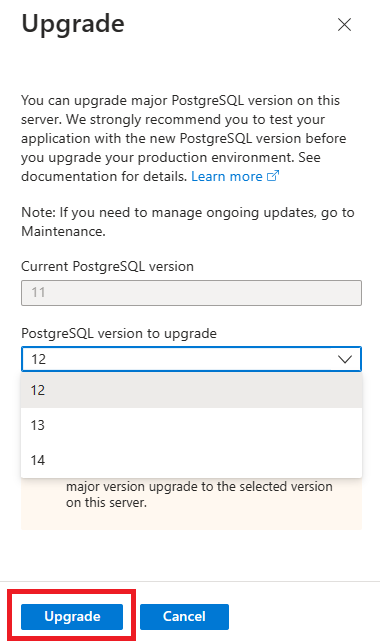 Upgrade
You can upgrade major PostgreSQL version on this
server. We strongly recommend you to test your
application with the new PostgreSQL version before
you upgrade your production environment. See
documentation for details. Learn more
Note: If you need to manage ongoing updates, go to
Maintenance.
Current PostgreSQL version
11
PostgreSQL version to upgrade
12
12
13
14
major version upgrade to the selected version
on this server.
Upgrade Cancel